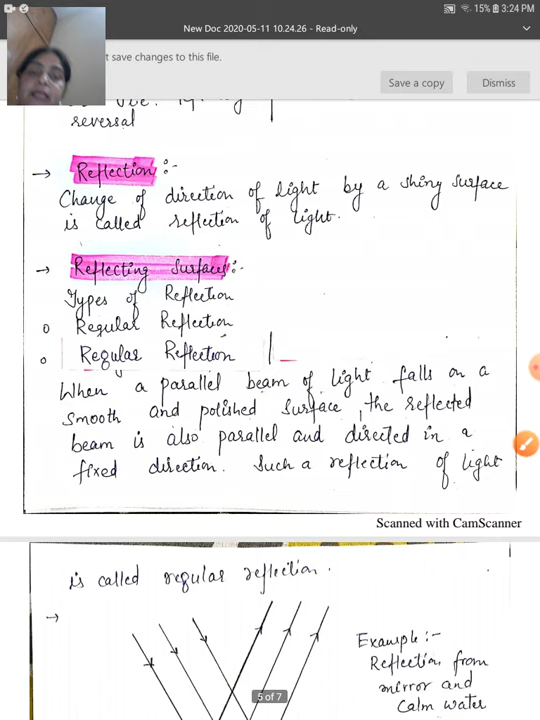 15% 3:24 PM
New Doc 2020-05-11 10.24.26 - Read-only
t save changes to this file.
Save a copy
Dismiss
reversal
→ Reflection :-
Change of direction of light by a shiny surface
is called reflection of light.
→ Reflecting Surfaces :-
Types of Reflection
o Regular Reflection
o Regular Reflection
When a parallel beam of light falls on a
smooth and polished surface, the reflected
beam is also parallel and directed in a
fixed direction. Such a reflection of light
Scanned with CamScanner
is called regular reflection.
→
Example :-
Reflection from
mirror and
calm water
5 of 7